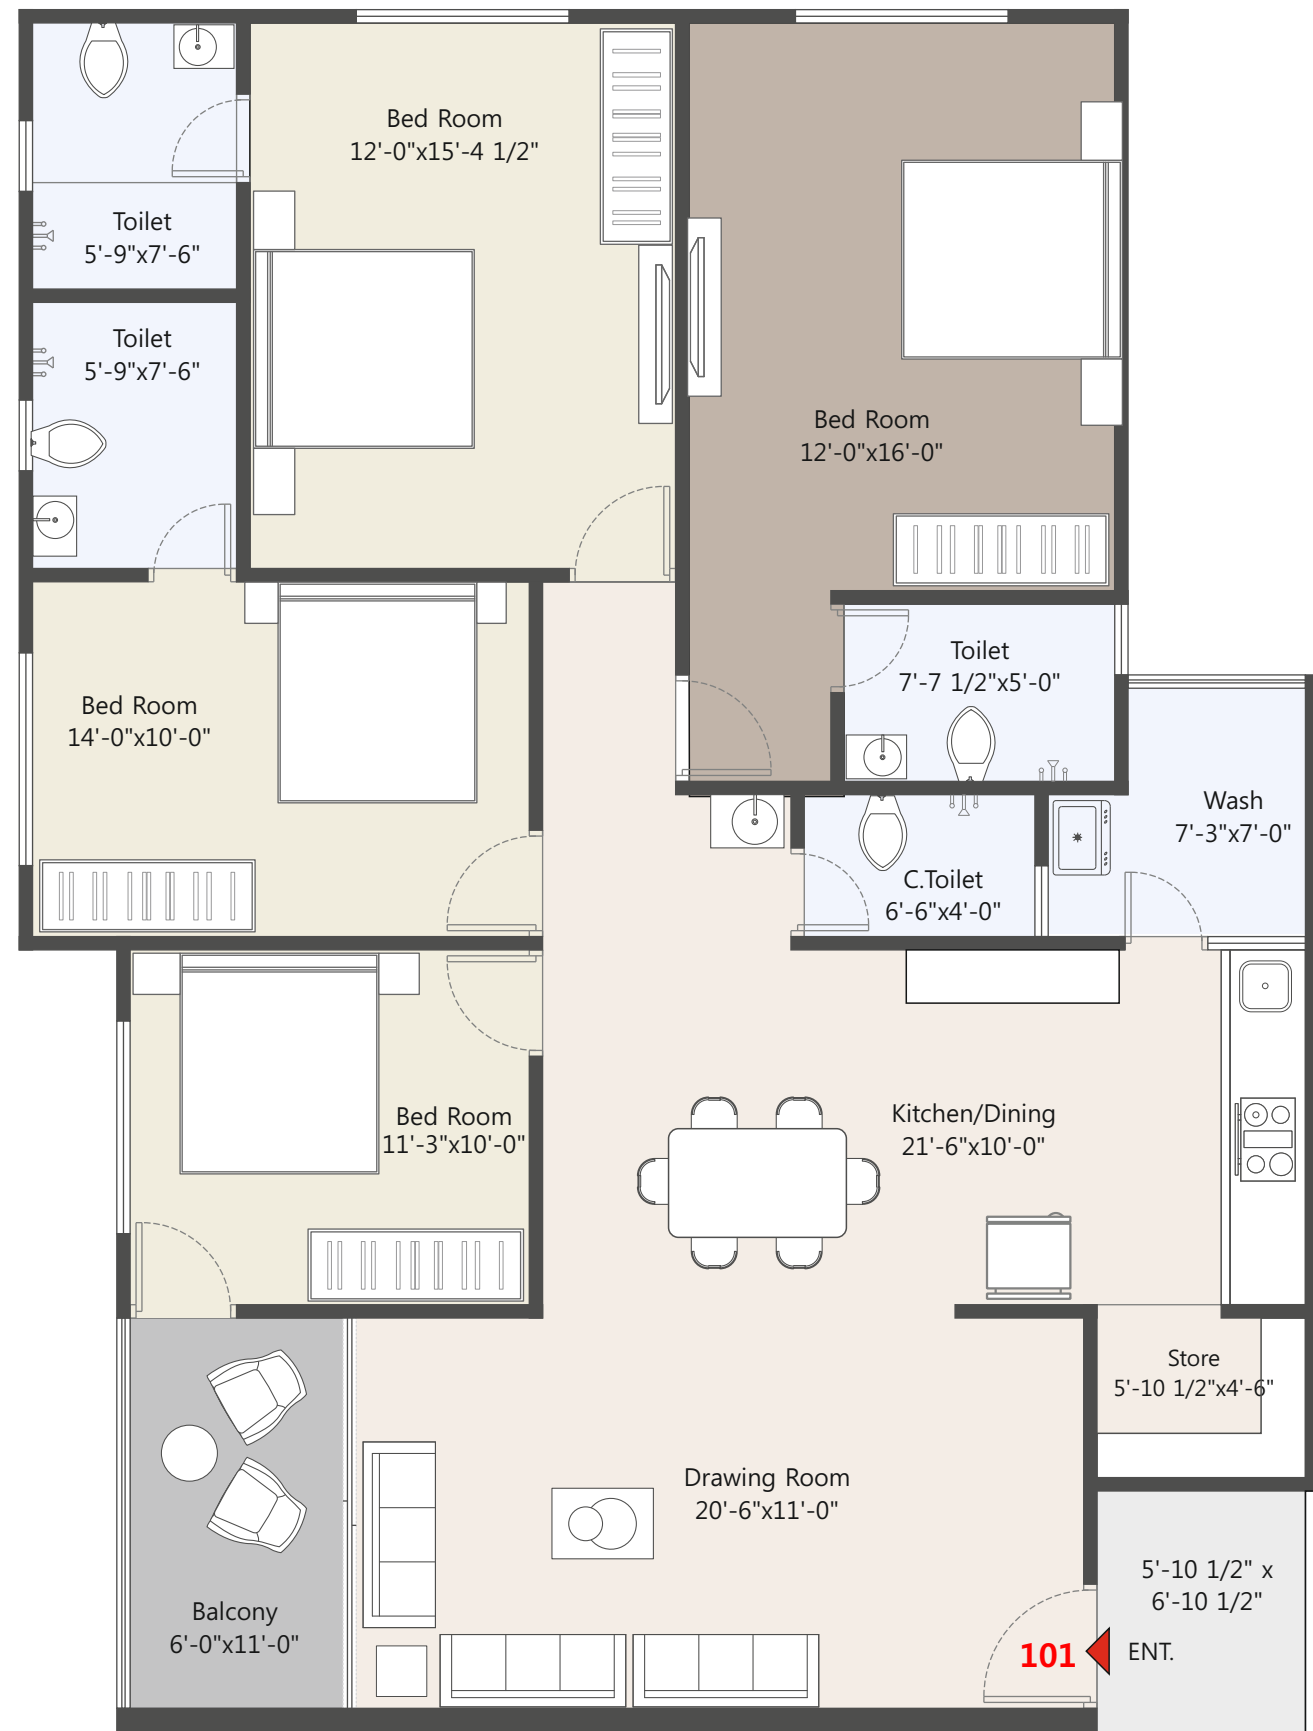 Bed Room
12'-0"x15'-4 1/2"
Toilet
5'-9"x7'-6"
Toilet
5'-9"x7'-6"
Bed Room
12'-0"x16'-0"
Toilet
7'-7 1/2"x5'-0"
Bed Room
14'-0"x10'-0"
Wash
7'-3"x7'-0"
C.Toilet
6'-6"x4'-0"
Bed Room
11'-3"x10'-0"
Kitchen/Dining
21'-6"x10'-0"
Store
5'-10 1/2"x4'-6"
Drawing Room
20'-6"x11'-0"
Balcony
6'-0"x11'-0"
5'-10 1/2" x
6'-10 1/2"
101
ENT.